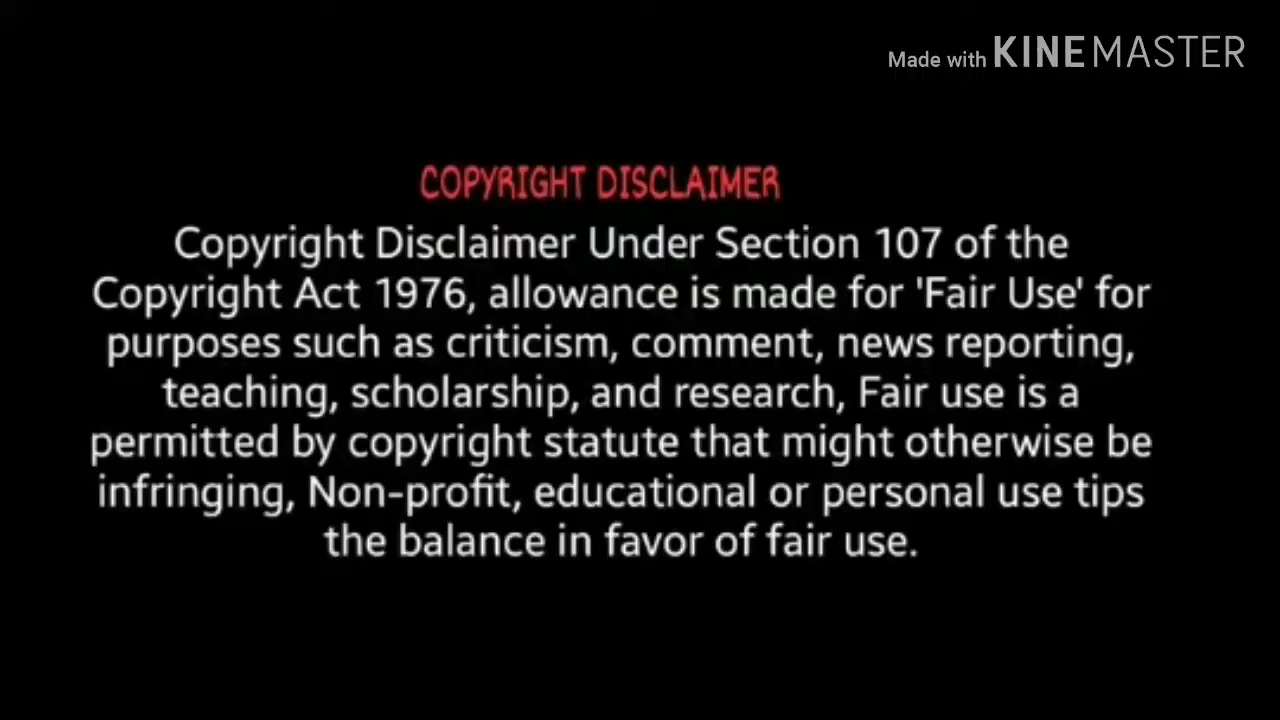 Made with KINEMASTER
COPYRIGHT DISCLAIMER
Copyright Disclaimer Under Section 107 of the
Copyright Act 1976, allowance is made for 'Fair Use' for
purposes such as criticism, comment, news reporting,
teaching, scholarship, and research, Fair use is a
permitted by copyright statute that might otherwise be
infringing, Non-profit, educational or personal use tips
the balance in favor of fair use.